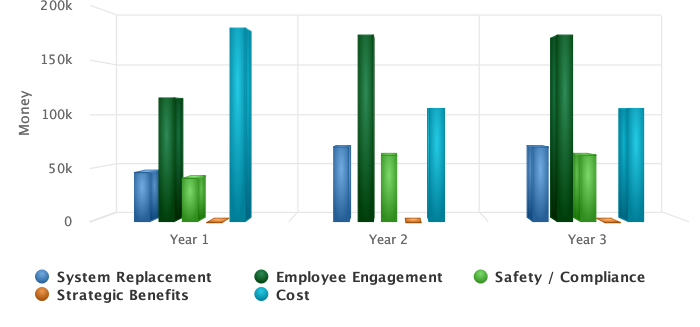 200k
150k
100k
50k
0
Money
Year 1 Year 2 Year 3
System Replacement Employee Engagement Safety / Compliance
Strategic Benefits Cost